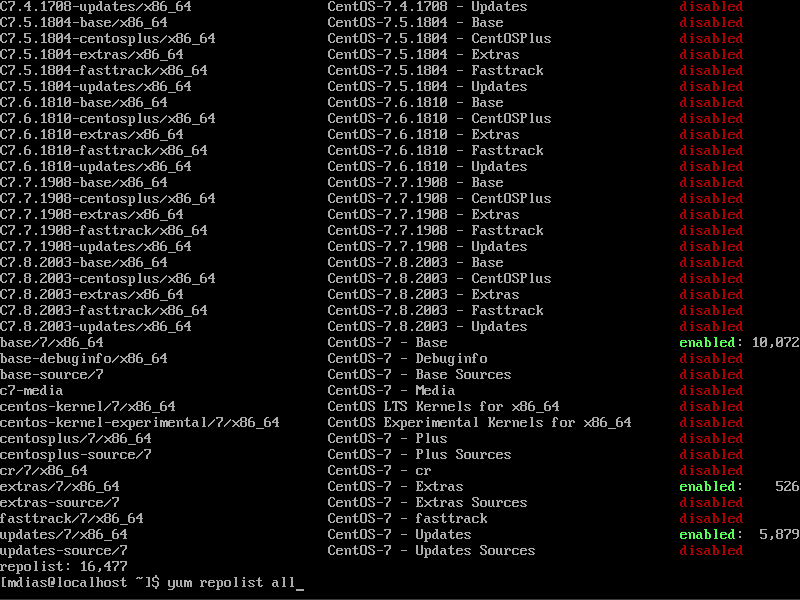 C7.4.1708-updates/x86_64 CentOS-7.4.1708 - Updates disabled
C7.5.1804-base/x86_64 CentOS-7.5.1804 - Base disabled
C7.5.1804-centosplus/x86_64 CentOS-7.5.1804 - CentOSPlus disabled
C7.5.1804-extras/x86_64 CentOS-7.5.1804 - Extras disabled
C7.5.1804-fasttrack/x86_64 CentOS-7.5.1804 - Fasttrack disabled
C7.5.1804-updates/x86_64 CentOS-7.5.1804 - Updates disabled
C7.6.1810-base/x86_64 CentOS-7.6.1810 - Base disabled
C7.6.1810-centosplus/x86_64 CentOS-7.6.1810 - CentOSPlus disabled
C7.6.1810-extras/x86_64 CentOS-7.6.1810 - Extras disabled
C7.6.1810-fasttrack/x86_64 CentOS-7.6.1810 - Fasttrack disabled
C7.6.1810-updates/x86_64 CentOS-7.6.1810 - Updates disabled
C7.7.1908-base/x86_64 CentOS-7.7.1908 - Base disabled
C7.7.1908-centosplus/x86_64 CentOS-7.7.1908 - CentOSPlus disabled
C7.7.1908-extras/x86_64 CentOS-7.7.1908 - Extras disabled
C7.7.1908-fasttrack/x86_64 CentOS-7.7.1908 - Fasttrack disabled
C7.7.1908-updates/x86_64 CentOS-7.7.1908 - Updates disabled
C7.8.2003-base/x86_64 CentOS-7.8.2003 - Base disabled
C7.8.2003-centosplus/x86_64 CentOS-7.8.2003 - CentOSPlus disabled
C7.8.2003-extras/x86_64 CentOS-7.8.2003 - Extras disabled
C7.8.2003-fasttrack/x86_64 CentOS-7.8.2003 - Fasttrack disabled
C7.8.2003-updates/x86_64 CentOS-7.8.2003 - Updates disabled
base/7/x86_64 CentOS-7 - Base enabled: 10,072
base-debuginfo/x86_64 CentOS-7 - Debuginfo disabled
base-source/7 CentOS-7 - Base Sources disabled
c7-media CentOS-7 - Media disabled
centos-kernel/7/x86_64 CentOS LTS Kernels for x86_64 disabled
centos-kernel-experimental/7/x86_64 CentOS Experimental Kernels for x86_64 disabled
centosplus/7/x86_64 CentOS-7 - Plus disabled
centosplus-source/7 CentOS-7 - Plus Sources disabled
cr/7/x86_64 CentOS-7 - cr disabled
extras/7/x86_64 CentOS-7 - Extras enabled: 526
extras-source/7 CentOS-7 - Extras Sources disabled
fasttrack/7/x86_64 CentOS-7 - fasttrack disabled
updates/7/x86_64 CentOS-7 - Updates enabled: 5,879
updates-source/7 CentOS-7 - Updates Sources disabled
repolist: 16,477
[mdias@localhost ~]$ yum repolist all_